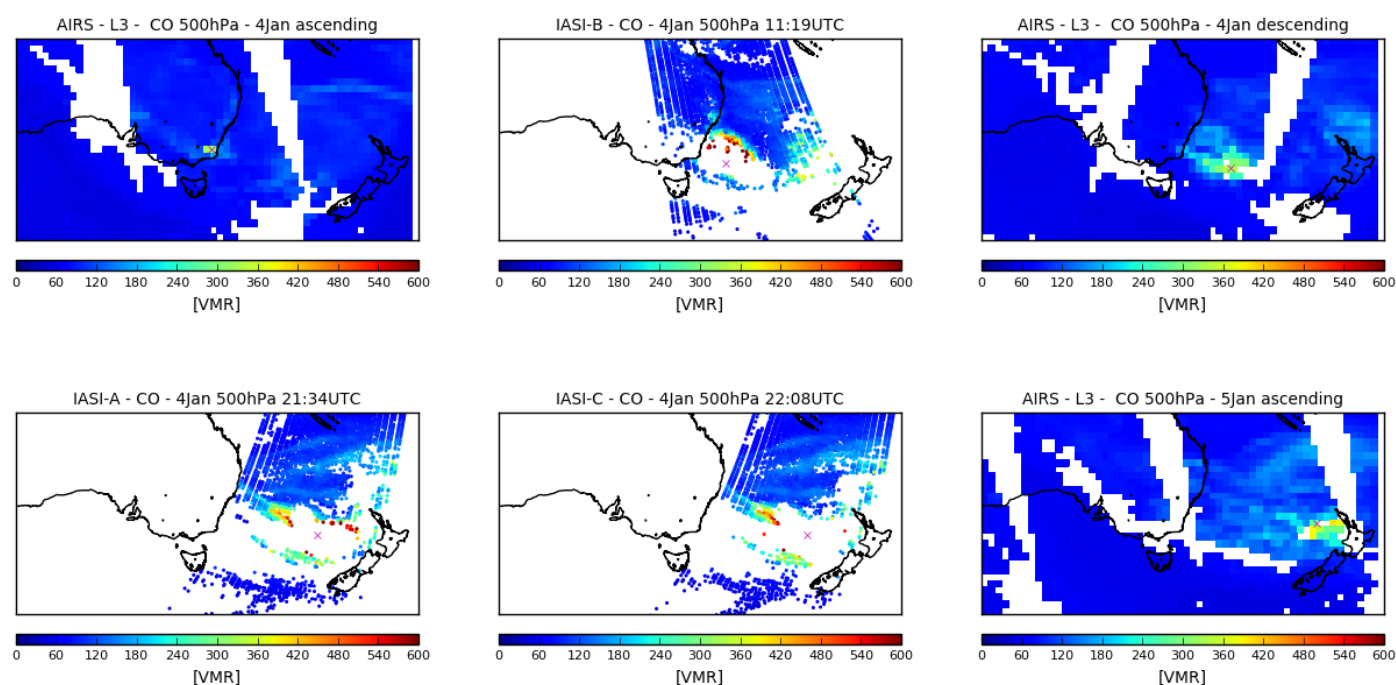 AIRS - L3 -  CO 500hPa - 4Jan ascending
IASI-B - CO - 4Jan 500hPa 11:19UTC
AIRS - L3 -  CO 500hPa - 4Jan descending
0 60 120 180 240 300 360 420 480 540 600
0 60 120 180 240 300 360 420 480 540 600
0 60 120 180 240 300 360 420 480 540 600
[VMR]
[VMR]
[VMR]
IASI-A - CO - 4Jan 500hPa 21:34UTC
IASI-C - CO - 4Jan 500hPa 22:08UTC
AIRS - L3 -  CO 500hPa - 5Jan ascending
0 60 120 180 240 300 360 420 480 540 600
0 60 120 180 240 300 360 420 480 540 600
0 60 120 180 240 300 360 420 480 540 600
[VMR]
[VMR]
[VMR]